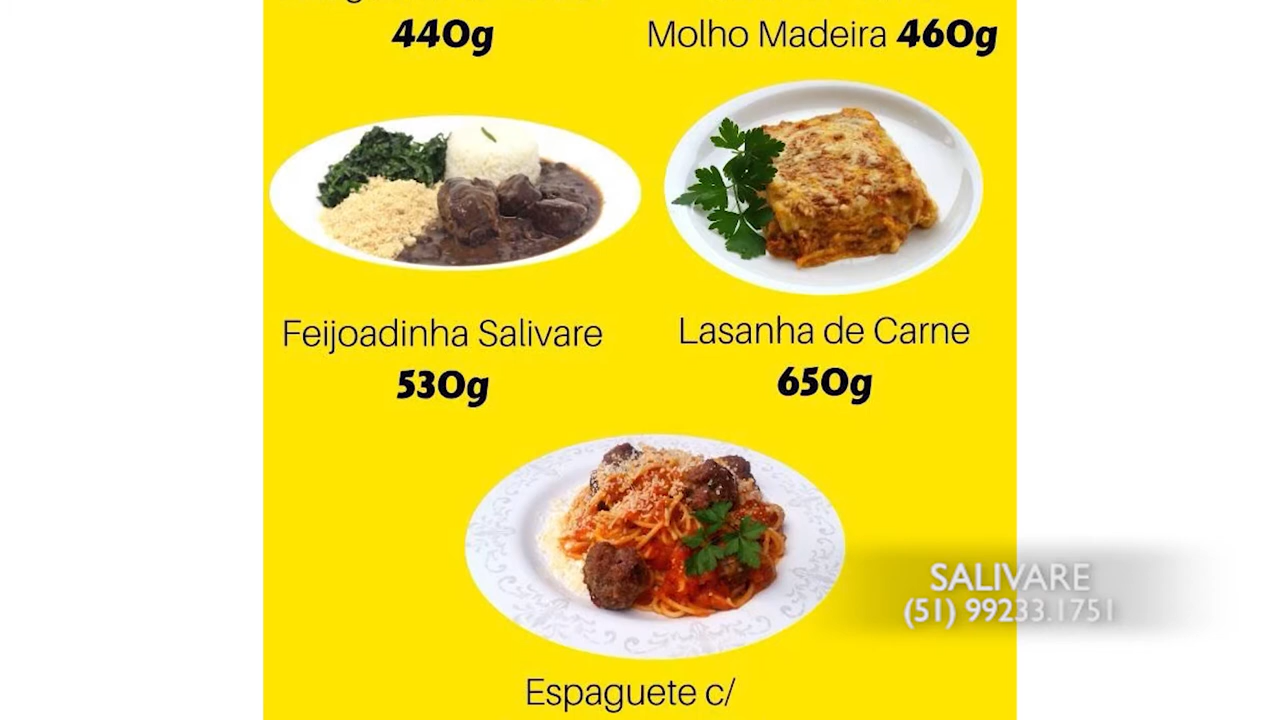 440g
Molho Madeira 460g
Feijoadinha Salivare
530g
Lasanha de Carne
650g
SALIVARE
(51) 99233.1751
Espaguete c/